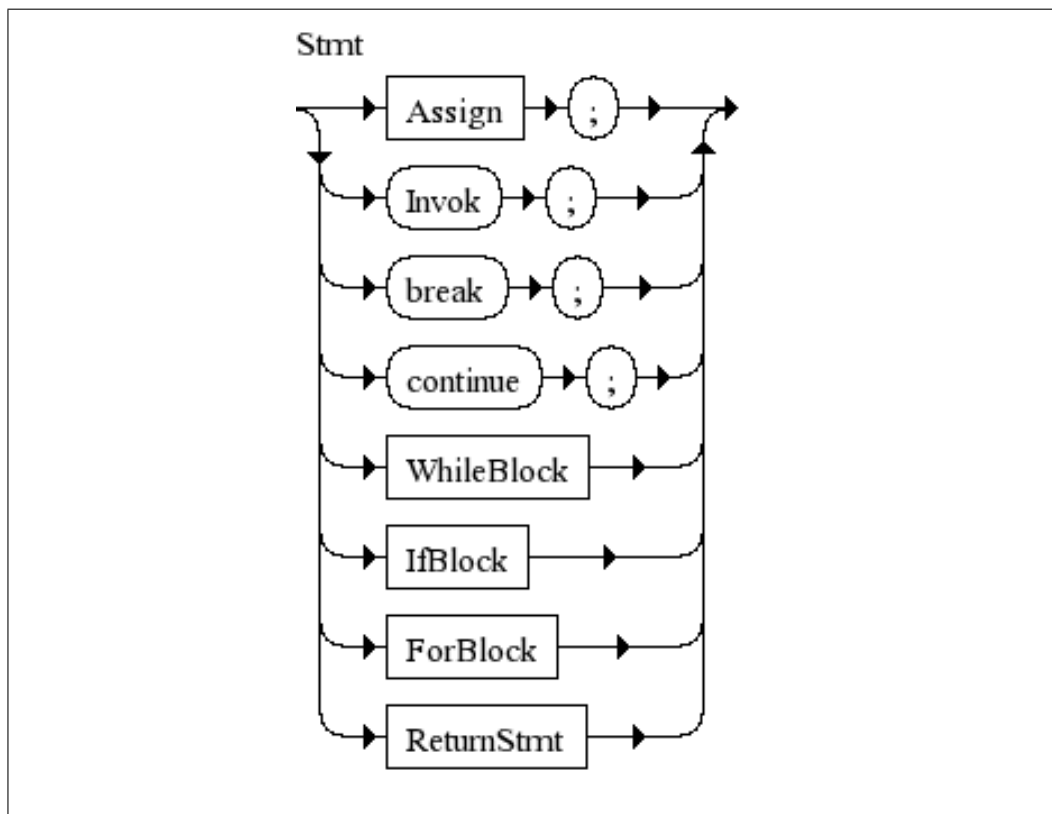 Stmt
Assign ;
Invok ;
break ;
continue ;
WhileBlock
IfBlock
ForBlock
ReturnStmt